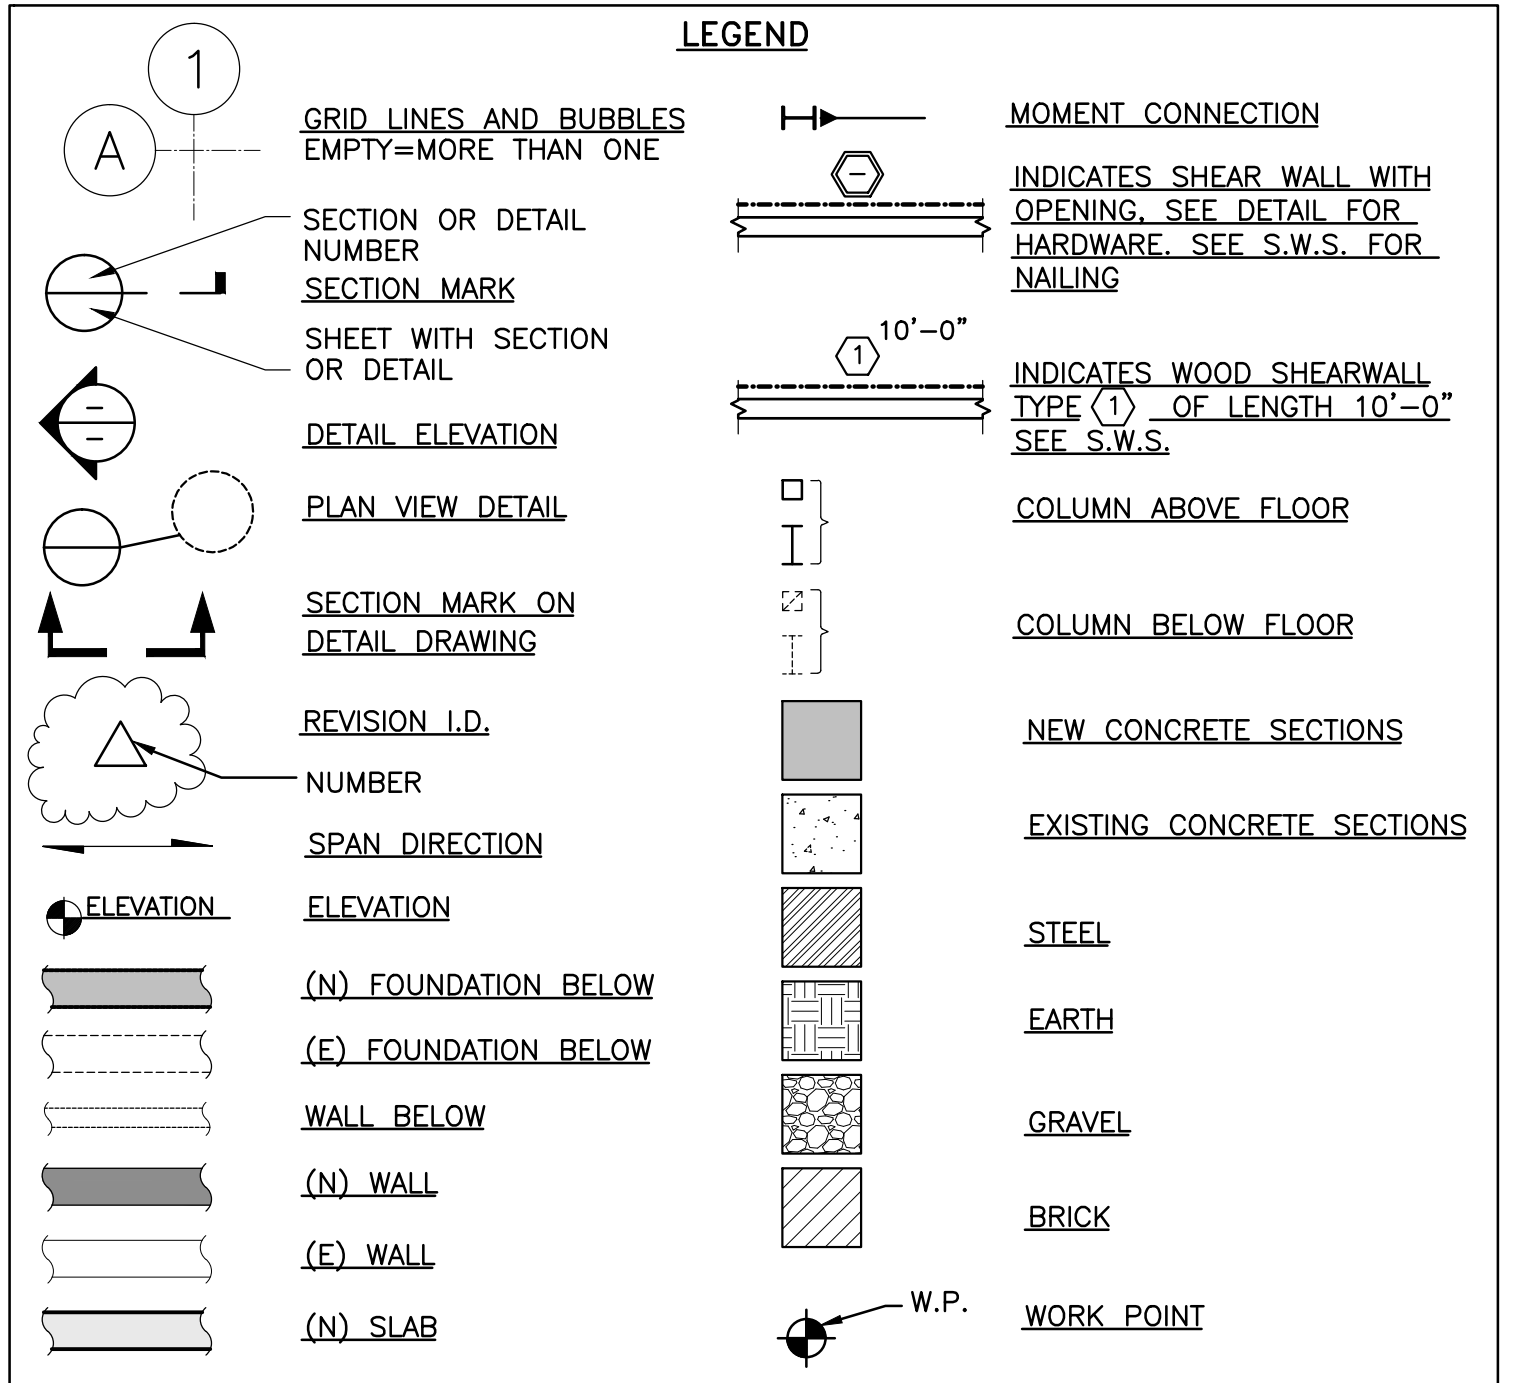 LEGEND
1
A
GRID LINES AND BUBBLES
EMPTY=MORE THAN ONE
SECTION OR DETAIL
NUMBER
SECTION MARK
SHEET WITH SECTION
OR DETAIL
DETAIL ELEVATION
PLAN VIEW DETAIL
SECTION MARK ON
DETAIL DRAWING
REVISION I.D.
NUMBER
SPAN DIRECTION
ELEVATION ELEVATION
(N) FOUNDATION BELOW
(E) FOUNDATION BELOW
WALL BELOW
(N) WALL
(E) WALL
(N) SLAB
MOMENT CONNECTION
INDICATES SHEAR WALL WITH
OPENING, SEE DETAIL FOR
HARDWARE. SEE S.W.S. FOR
NAILING
1 10'-0"
INDICATES WOOD SHEARWALL
TYPE 1 OF LENGTH 10'-0"
SEE S.W.S.
COLUMN ABOVE FLOOR
COLUMN BELOW FLOOR
NEW CONCRETE SECTIONS
EXISTING CONCRETE SECTIONS
STEEL
EARTH
GRAVEL
BRICK
W.P. WORK POINT